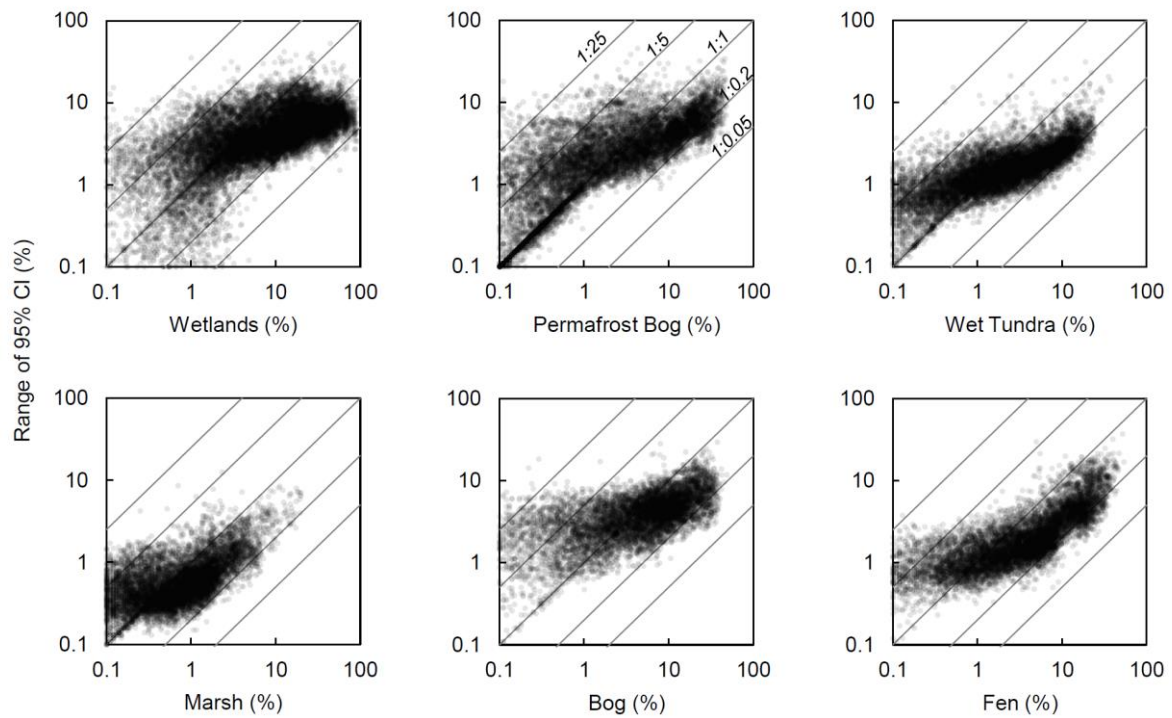 Range of 95% CI (%)
100
10
1
0.1
0.1 1 10 100
Wetlands (%)
100
10
1
0.1
1:25
1:5
1:1
1:0.2
1:0.05
0.1 1 10 100
Permafrost Bog (%)
100
10
1
0.1
0.1 1 10 100
Wet Tundra (%)
100
10
1
0.1
0.1 1 10 100
Marsh (%)
100
10
1
0.1
0.1 1 10 100
Bog (%)
100
10
1
0.1
0.1 1 10 100
Fen (%)